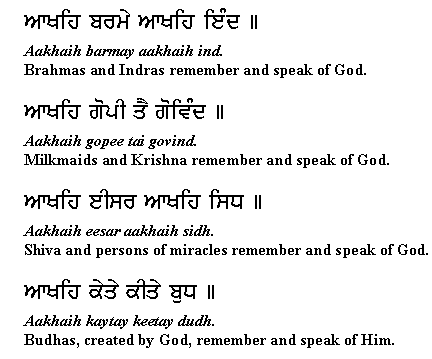 ਆਖਹਿ ਬਰਮੇ ਆਖਹਿ ਇੰਦ ॥
Aakhaih barmay aakhaih ind.
Brahmas and Indras remember and speak of God.
ਆਖਹਿ ਗੋਪੀ ਤੈ ਗੋਵਿੰਦ ॥
Aakhaih gopee tai govind.
Milkmaids and Krishna remember and speak of God.
ਆਖਹਿ ਈਸਰ ਆਖਹਿ ਸਿਧ ॥
Aakhaih eesar aakhaih sidh.
Shiva and persons of miracles remember and speak of God.
ਆਖਹਿ ਕੇਤੇ ਕੀਤੇ ਬੁਧ ॥
Aakhaih kaytay keetay dudh.
Budhas, created by God, remember and speak of Him.